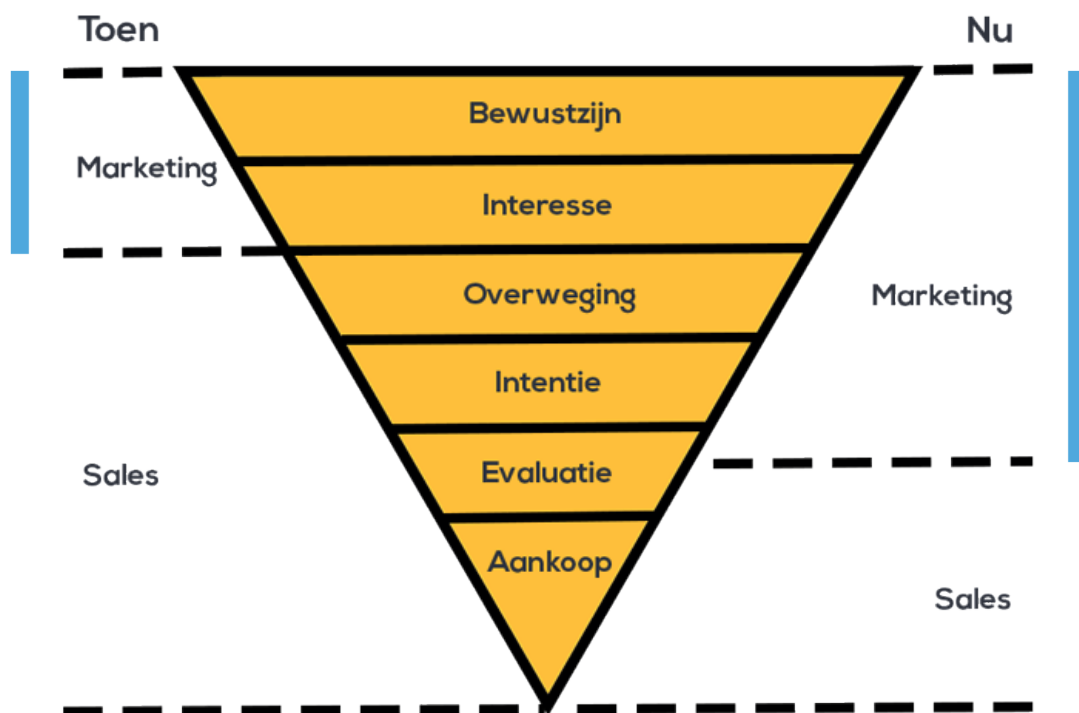 Toen
Nu
Bewustzijn
Marketing
Interesse
Overweging
Marketing
Intentie
Evaluatie
Sales
Aankoop
Sales